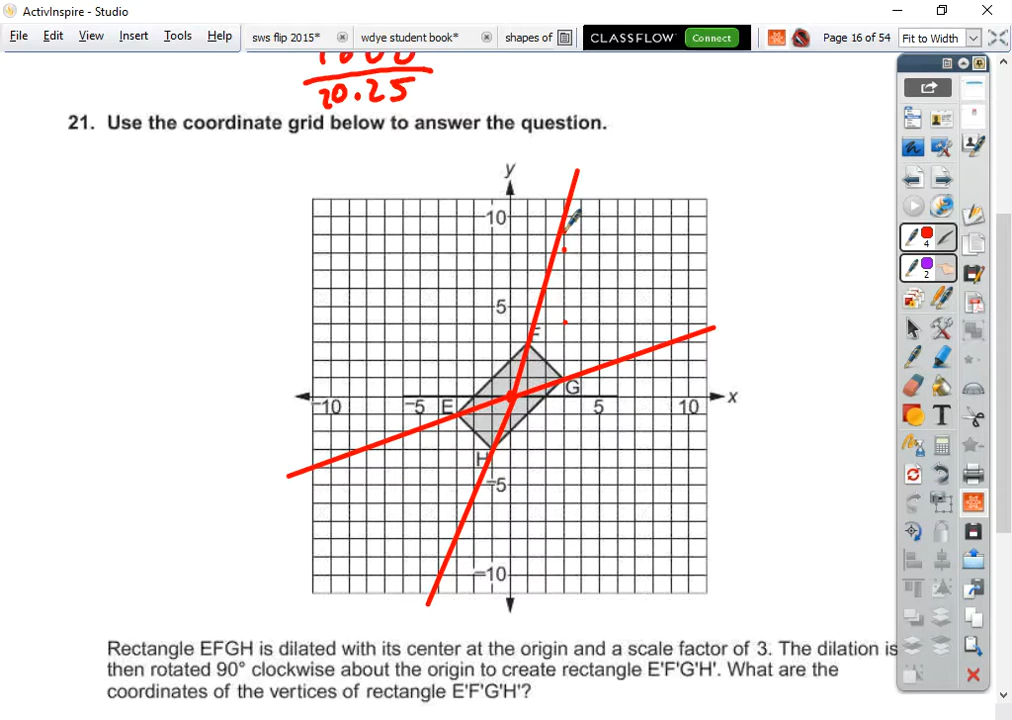 ActivInspire - Studio
File Edit View Insert Tools Help sws flip 2015* wdye student book* shapes of CLASSFLOW Connect Page 16 of 54 Fit to Width
20.25
21. Use the coordinate grid below to answer the question.
y
10
5
F
G
E
x
-10 -5 5 10
H
-5
-10
4
2
T
Rectangle EFGH is dilated with its center at the origin and a scale factor of 3. The dilation is
then rotated 90° clockwise about the origin to create rectangle E'F'G'H'. What are the
coordinates of the vertices of rectangle E'F'G'H'?